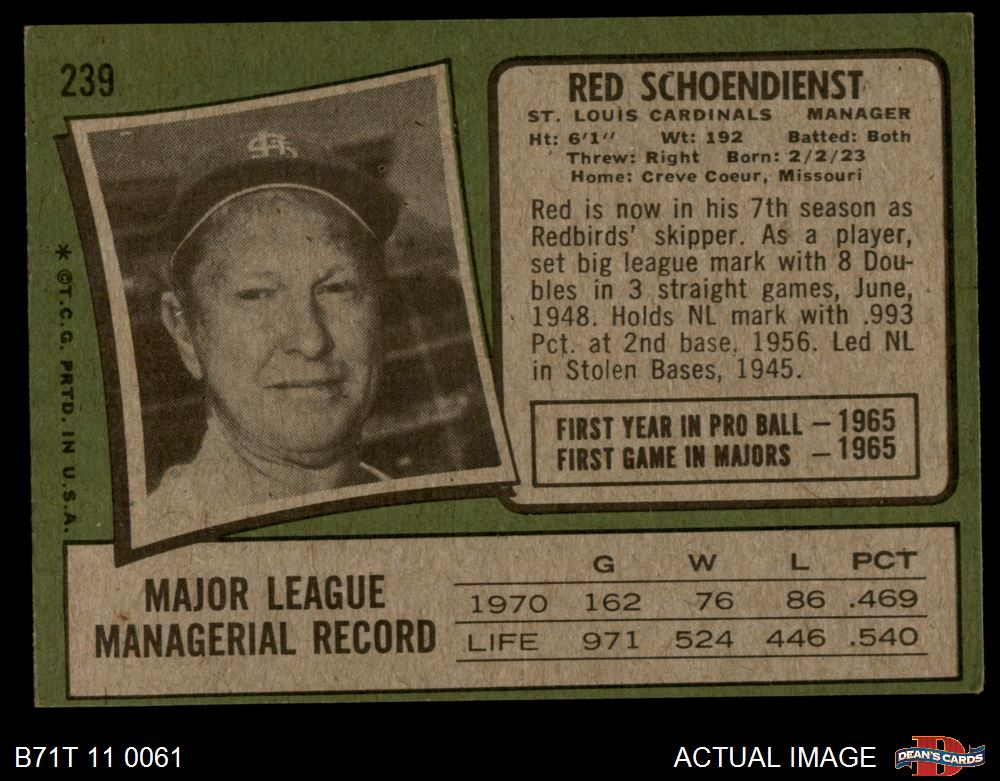 239
RED SCHOENDIENST
ST. LOUIS CARDINALS MANAGER
Ht: 6'1" Wt: 192 Batted: Both
Threw: Right Born: 2/2/23
Home: Creve Coeur, Missouri
Red is now in his 7th season as
Redbirds' skipper. As a player,
set big league mark with 8 Dou-
bles in 3 straight games, June,
1948. Holds NL mark with .993
Pct. at 2nd base, 1956. Led NL
in Stolen Bases, 1945.
FIRST YEAR IN PRO BALL — 1965
FIRST GAME IN MAJORS — 1965
* ©T.C.G. PRTD. IN U.S.A.
MAJOR LEAGUE
MANAGERIAL RECORD
G W L PCT
1970 162 76 86 .469
LIFE 971 524 446 .540
B71T 11 0061
ACTUAL IMAGE
D
DEAN'S CARDS